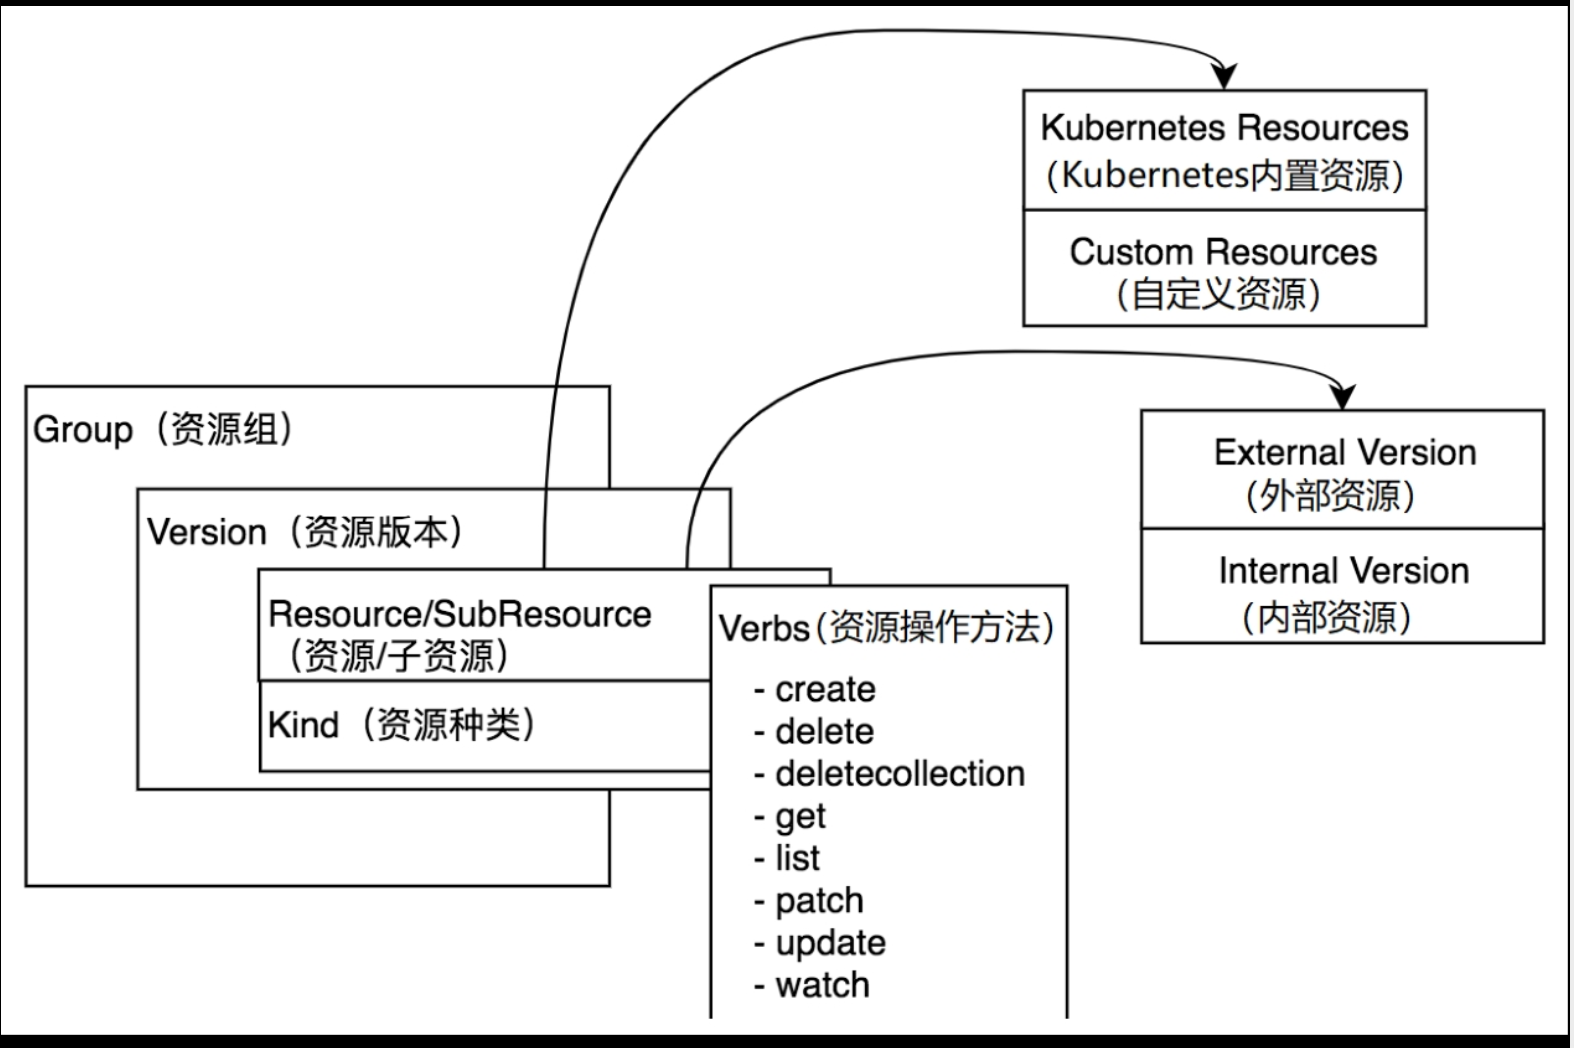 Kubernetes Resources
（Kubernetes内置资源）
Custom Resources
（自定义资源）
Group（资源组）
External Version
（外部资源）
Version（资源版本）
Internal Version
（内部资源）
Resource/SubResource
（资源/子资源）
Kind（资源种类）
Verbs（资源操作方法）
- create
- delete
- deletecollection
- get
- list
- patch
- update
- watch